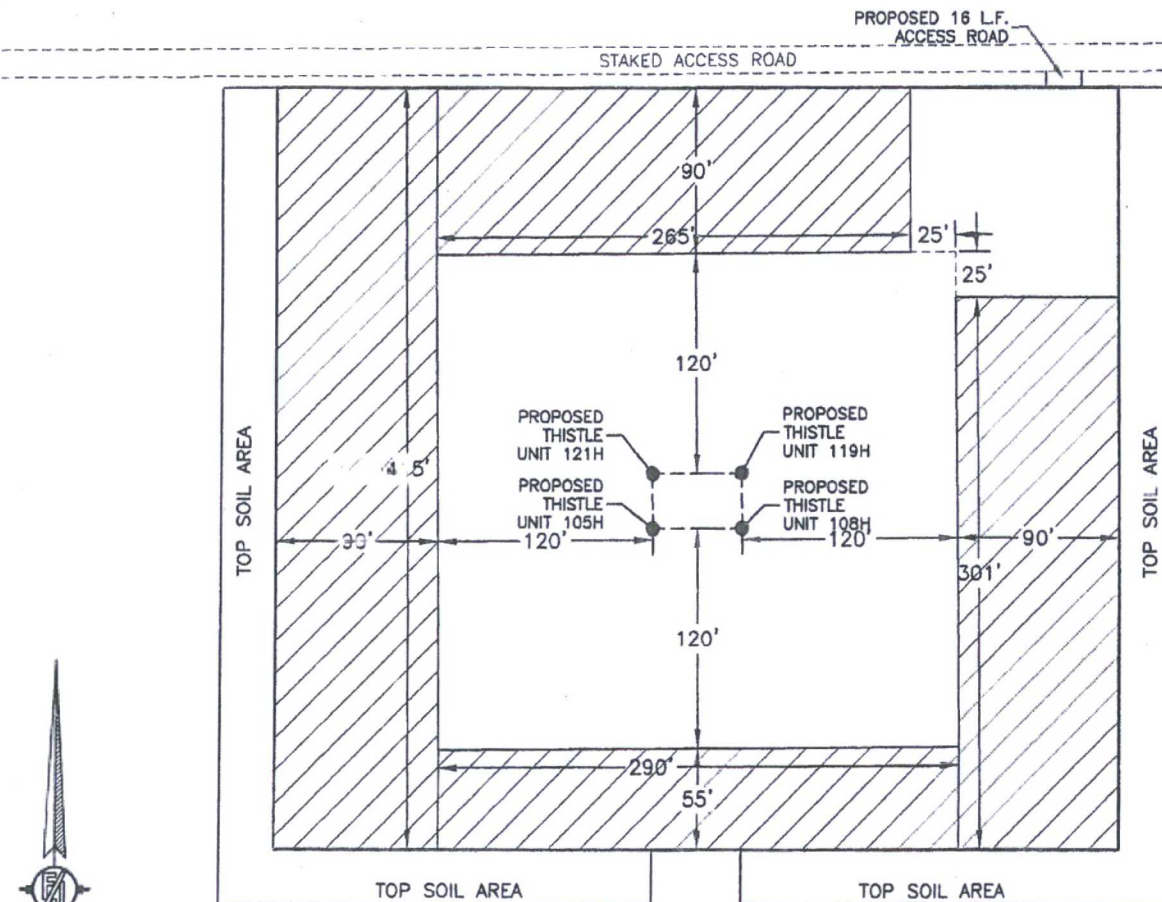 PROPOSED 16 L.F.
ACCESS ROAD
STAKED ACCESS ROAD
90'
265'
25'
25'
120'
PROPOSED
THISTLE
UNIT 121H
PROPOSED
THISTLE
UNIT 119H
PROPOSED
THISTLE
UNIT 105H
PROPOSED
THISTLE
UNIT 108H
TOP SOIL AREA
90'
120'
120'
90'
301'
TOP SOIL AREA
120'
290'
55'
TOP SOIL AREA
TOP SOIL AREA